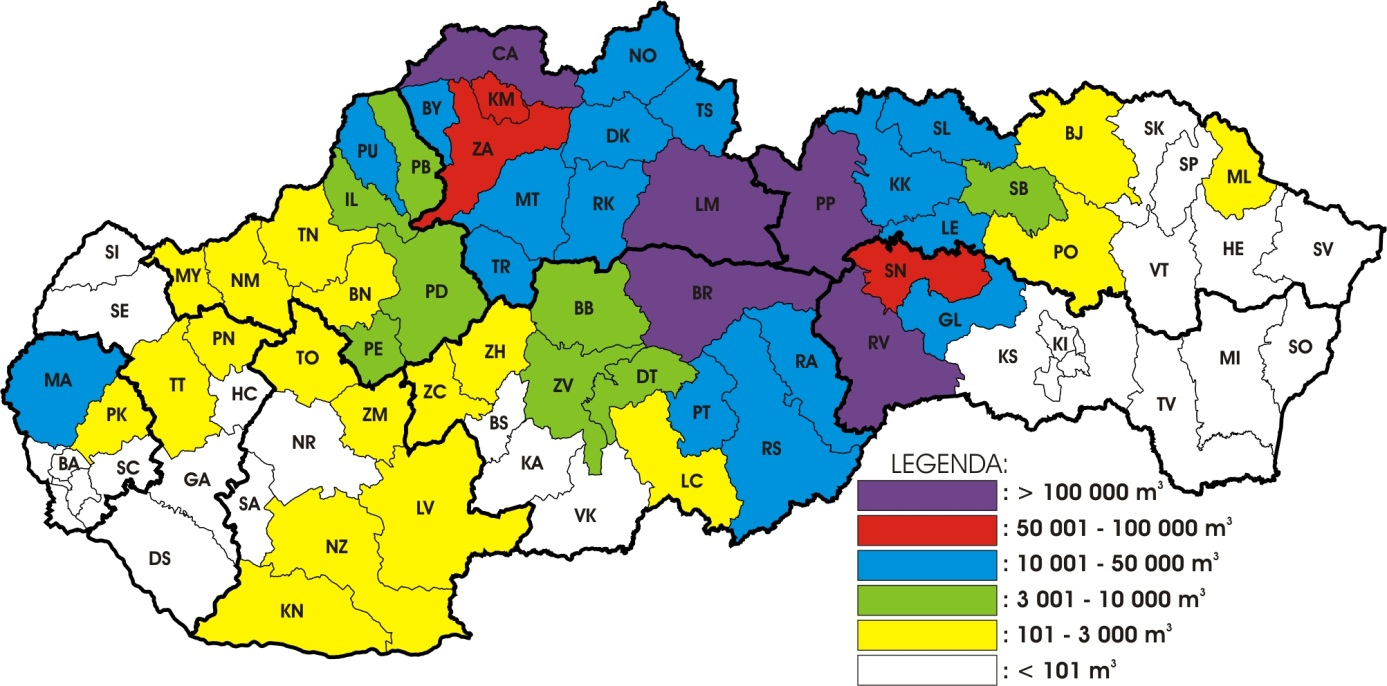 CA
NO
KM
BY
TS
ZA
DK
PU
PB
SL
BJ
SK
SP
ML
IL
MT
RK
LM
PP
KK
SB
LE
TN
SI
MY
NM
TR
PO
HE
SV
VT
SN
BN
PD
BR
SE
BB
GL
PN
TO
PE
ZH
RV
KS
KI
MI
SO
MA
TT
HC
ZC
ZV
DT
RA
PK
ZM
PT
TV
BS
NR
RS
BA
SC
GA
KA
LC
SA
LV
VK
DS
NZ
KN
LEGENDA:
: > 100 000 m³
: 50 001 - 100 000 m³
: 10 001 - 50 000 m³
: 3 001 - 10 000 m³
: 101 - 3 000 m³
: < 101 m³